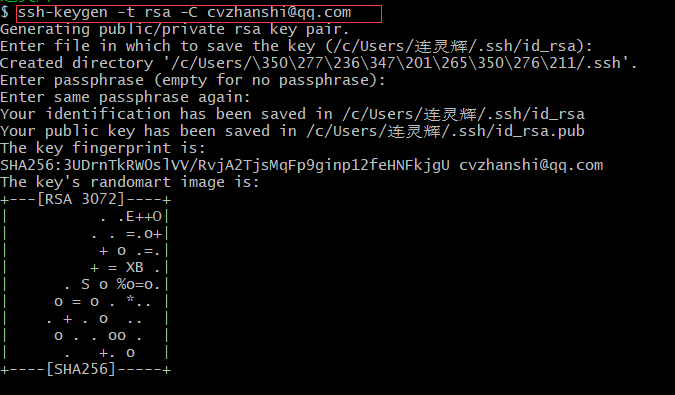 $ ssh-keygen -t rsa -C cvzhanshi@qq.com
Generating public/private rsa key pair.
Enter file in which to save the key (/c/Users/连灵辉/.ssh/id_rsa):
Created directory '/c/Users/\350\277\236\347\201\265\350\276\211/.ssh'.
Enter passphrase (empty for no passphrase):
Enter same passphrase again:
Your identification has been saved in /c/Users/连灵辉/.ssh/id_rsa
Your public key has been saved in /c/Users/连灵辉/.ssh/id_rsa.pub
The key fingerprint is:
SHA256:3UDrnTkRWOslVV/RvjA2TjsMqFp9ginp12feHNFkjgU cvzhanshi@qq.com
The key's randomart image is:
+---[RSA 3072]----+
|          . .E++O|
|         . . =.o+|
|          + o .=.|
|         + = XB .|
|      . S o %o=o.|
|     o = o . *.. |
|    . + . o  ..  |
|     o . . oo .  |
|      .   +. o   |
+----[SHA256]-----+